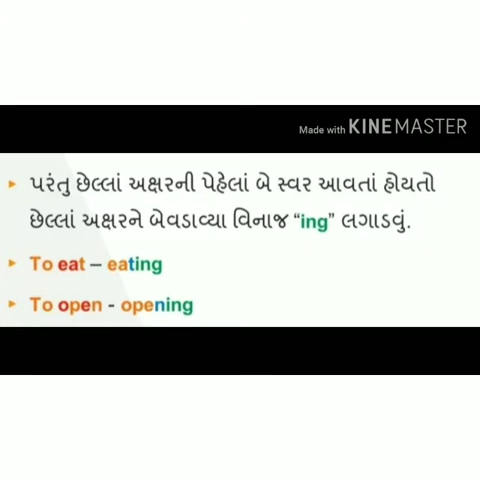 Made with KINEMASTER
▸ પરંતુ છેલ્લાં અક્ષરની પેહેલાં બે સ્વર આવતાં હોયતો
છેલ્લાં અક્ષરને બેવડાવ્યા વિનાજ “ing” લગાડવું.
▸ To eat – eating
▸ To open - opening